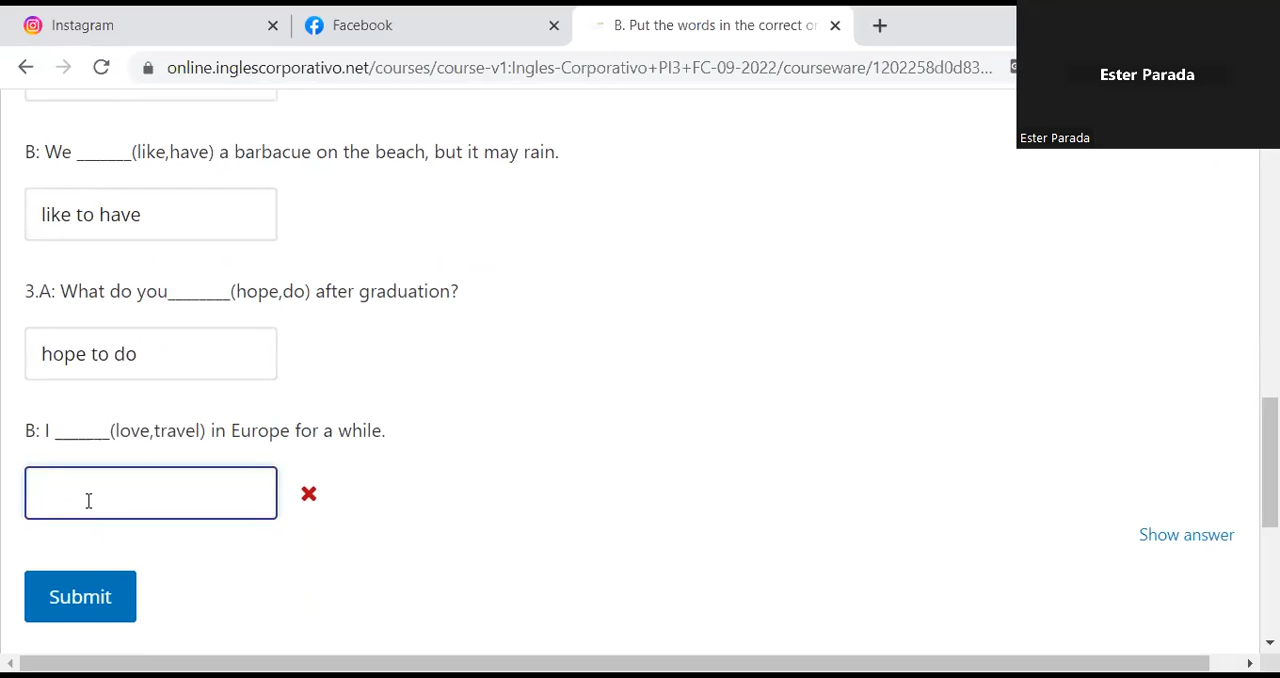 Instagram
Facebook
B. Put the words in the correct or
online.inglescorporativo.net/courses/course-v1:Ingles-Corporativo+PI3+FC-09-2022/courseware/1202258d0d83...
Ester Parada
Ester Parada
B: We ______(like,have) a barbacue on the beach, but it may rain.
like to have
3.A: What do you_______(hope,do) after graduation?
hope to do
B: I ______(love,travel) in Europe for a while.
Show answer
Submit